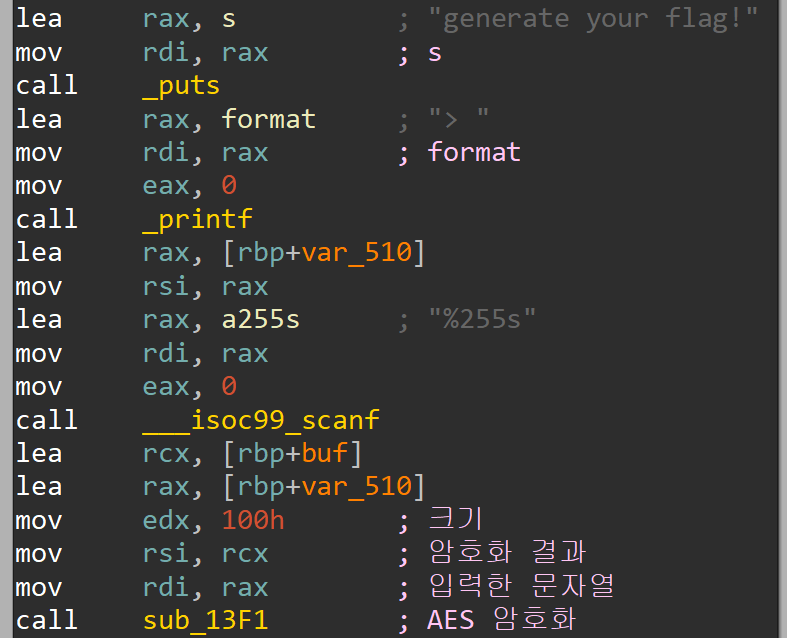 lea rax, s ; "generate your flag!"
mov rdi, rax ; s
call _puts
lea rax, format ; "> "
mov rdi, rax ; format
mov eax, 0
call _printf
lea rax, [rbp+var_510]
mov rsi, rax
lea rax, a255s ; "%255s"
mov rdi, rax
mov eax, 0
call ___isoc99_scanf
lea rcx, [rbp+buf]
lea rax, [rbp+var_510]
mov edx, 100h ; 크기
mov rsi, rcx ; 암호화 결과
mov rdi, rax ; 입력한 문자열
call sub_13F1 ; AES 암호화